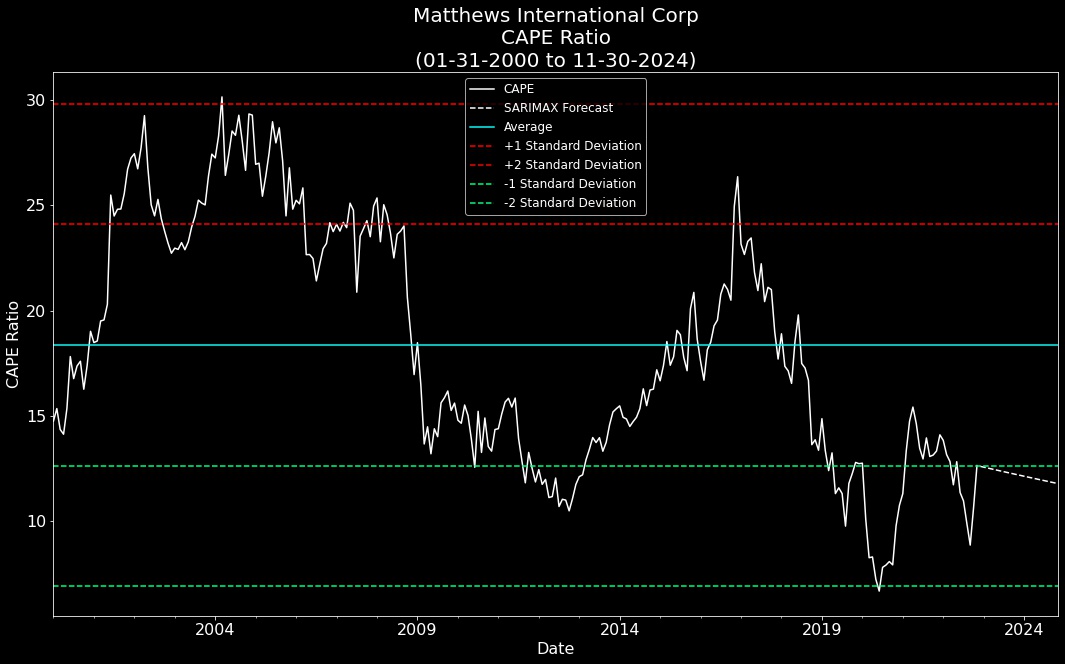 Matthews International Corp
CAPE Ratio
(01-31-2000 to 11-30-2024)
CAPE
SARIMAX Forecast
Average
+1 Standard Deviation
+2 Standard Deviation
-1 Standard Deviation
-2 Standard Deviation
30
25
20
15
10
CAPE Ratio
2004
2009
2014
2019
2024
Date